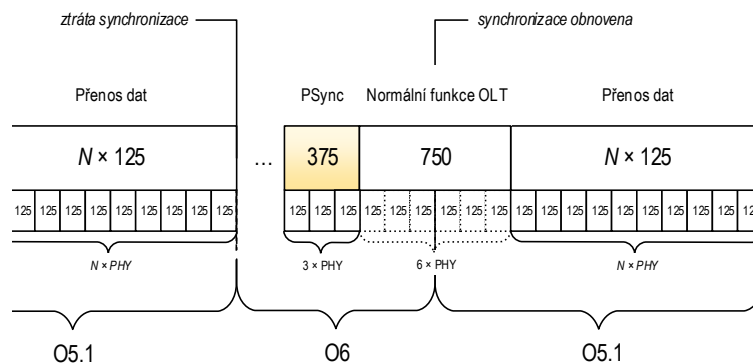 ztráta synchronizace
synchronizace obnovena
Přenos dat
PSync
Normální funkce OLT
Přenos dat
N × 125
...
375
750
N × 125
125 125 125 125 125 125 125 125 125 125 125 125 125 125 125 125 125 125 125 125 125 125 125 125 125 12
N × PHY
3 × PHY
6 × PHY
N × PHY
O5.1
O6
O5.1